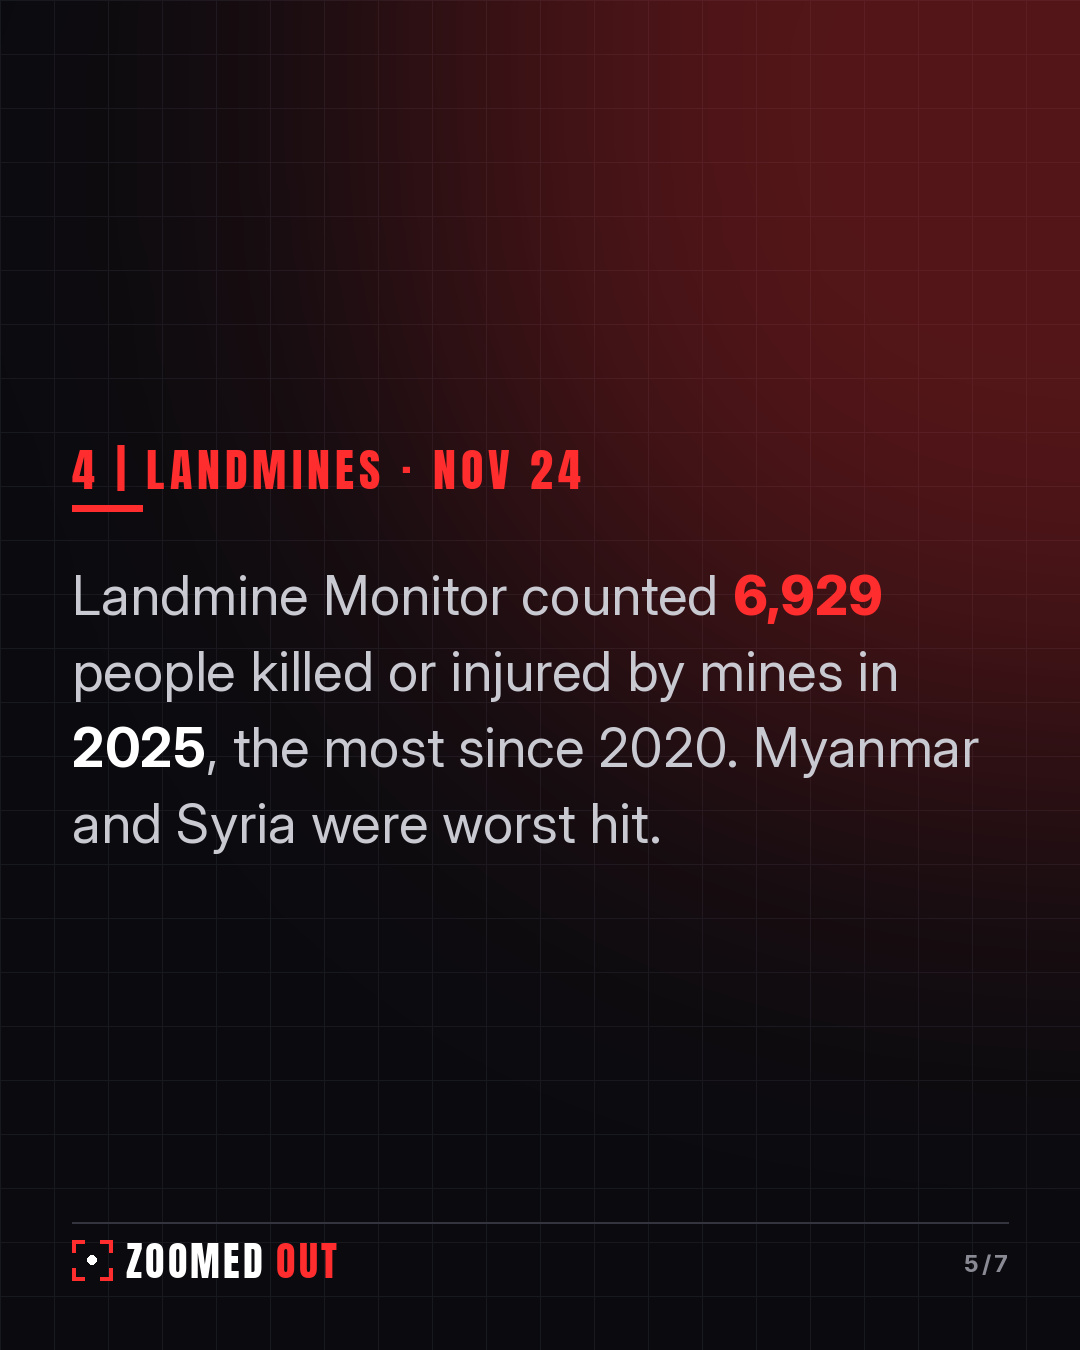 4 | LANDMINES · NOV 24
Landmine Monitor counted 6,929
people killed or injured by mines in
2025, the most since 2020. Myanmar
and Syria were worst hit.
ZOOMED OUT
5/7